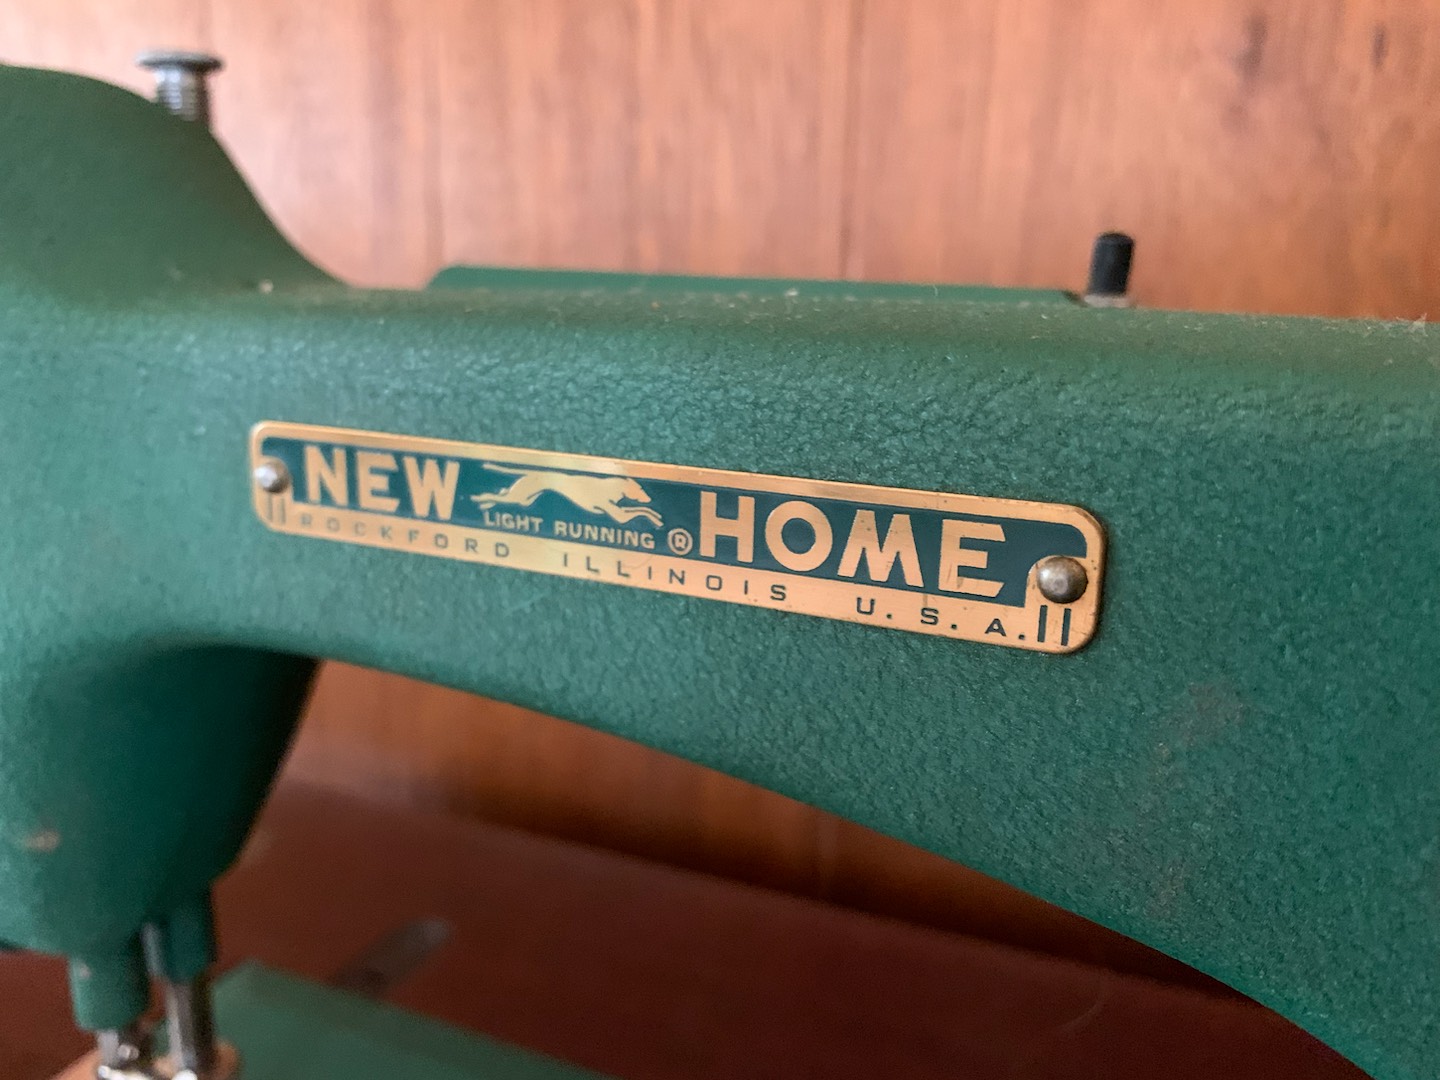 NEW LIGHT RUNNING ® HOME
ROCKFORD ILLINOIS U.S.A.